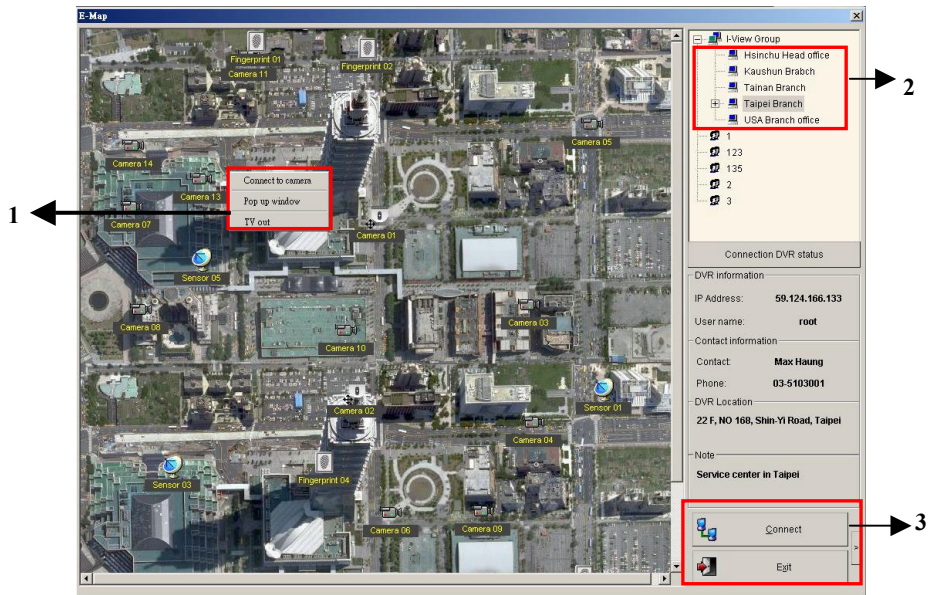 E-Map
Fingerprint 01
Camera 11
Fingerprint 02
Camera 05
Camera 14
Camera 13
Camera 07
Connect to camera
Pop up window
TV out
Camera 01
Sensor 05
Camera 08
Camera 10
Camera 03
Camera 02
Sensor 01
Camera 04
Sensor 03
Fingerprint 04
Camera 06
Camera 09
1
I-View Group
Hsinchu Head office
Kaushun Brabch
Tainan Branch
Taipei Branch
USA Branch office
1
123
135
2
3
2
Connection DVR status
DVR information
IP Address: 59.124.166.133
User name: root
Contact information
Contact: Max Haung
Phone: 03-5103001
DVR Location
22 F, NO 168, Shin-Yi Road, Taipei
Note
Service center in Taipei
Connect
>
Exit
3